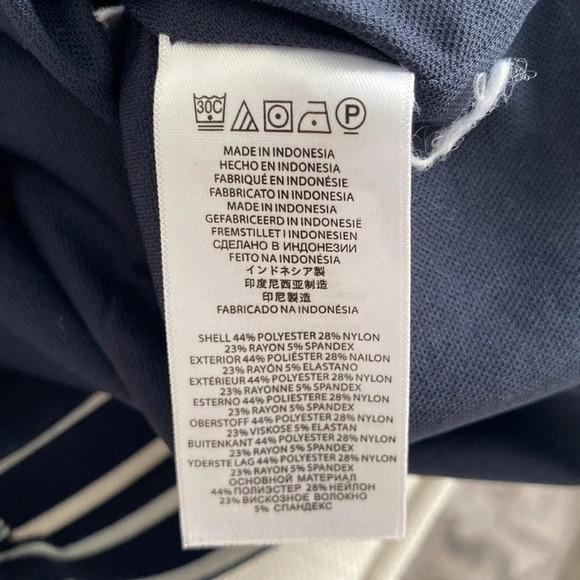 30C P
MADE IN INDONESIA
HECHO EN INDONESIA
FABRIQUÉ EN INDONÉSIE
FABBRICATO IN INDONESIA
MADE IN INDONESIA
GEFABRICEERD IN INDONESIË
FREMSTILLET I INDONESIEN
СДЕЛАНО В ИНДОНЕЗИИ
FEITO NA INDONÉSIA
インドネシア製
印度尼西亚制造
印尼製造
FABRICADO NA INDONÉSIA
SHELL 44% POLYESTER 28% NYLON
23% RAYON 5% SPANDEX
EXTERIOR 44% POLIÉSTER 28% NAILON
23% RAYÓN 5% ELASTANO
EXTÉRIEUR 44% POLYESTER 28% NYLON
23% RAYONNE 5% SPANDEX
ESTERNO 44% POLIESTERE 28% NYLON
23% RAYON 5% SPANDEX
OBERSTOFF 44% POLYESTER 28% NYLON
23% VISKOSE 5% ELASTAN
BUITENKANT 44% POLYESTER 28% NYLON
23% RAYON 5% SPANDEX
YDERSTE LAG 44% POLYESTER 28% NYLON
23% RAYON 5% SPANDEX
ОСНОВНОЙ МАТЕРИАЛ
44% ПОЛИЭСТЕР 28% НЕЙЛОН
23% ВИСКОЗНОЕ ВОЛОКНО
5% СПАНДЕКС